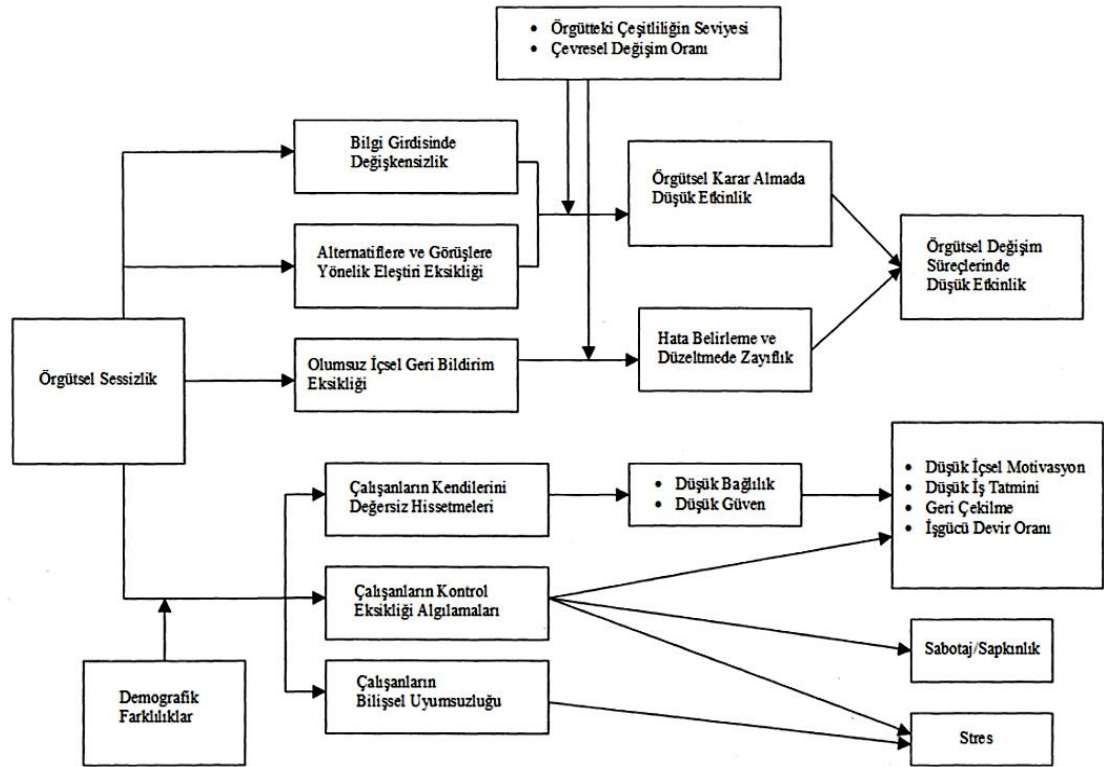 • Örgütteki Çeşitliliğin Seviyesi
• Çevresel Değişim Oranı
Bilgi Girdisinde
Değişkensizlik
Örgütsel Karar Almada
Düşük Etkinlik
Alternatiflere ve Görüşlere
Yönelik Eleştiri Eksikliği
Örgütsel Değişim
Süreçlerinde
Düşük Etkinlik
Örgütsel Sessizlik
Olumsuz İçsel Geri Bildirim
Eksikliği
Hata Belirleme ve
Düzeltmede Zayıflık
Çalışanların Kendilerini
Değersiz Hissetmeleri
• Düşük Bağlılık
• Düşük Güven
• Düşük İçsel Motivasyon
• Düşük İş Tatmini
• Geri Çekilme
• İşgücü Devir Oranı
Çalışanların Kontrol
Eksikliği Algılamaları
Sabotaj/Sapkınlık
Demografik
Farklılıklar
Çalışanların
Bilişsel Uyumsuzluğu
Stres